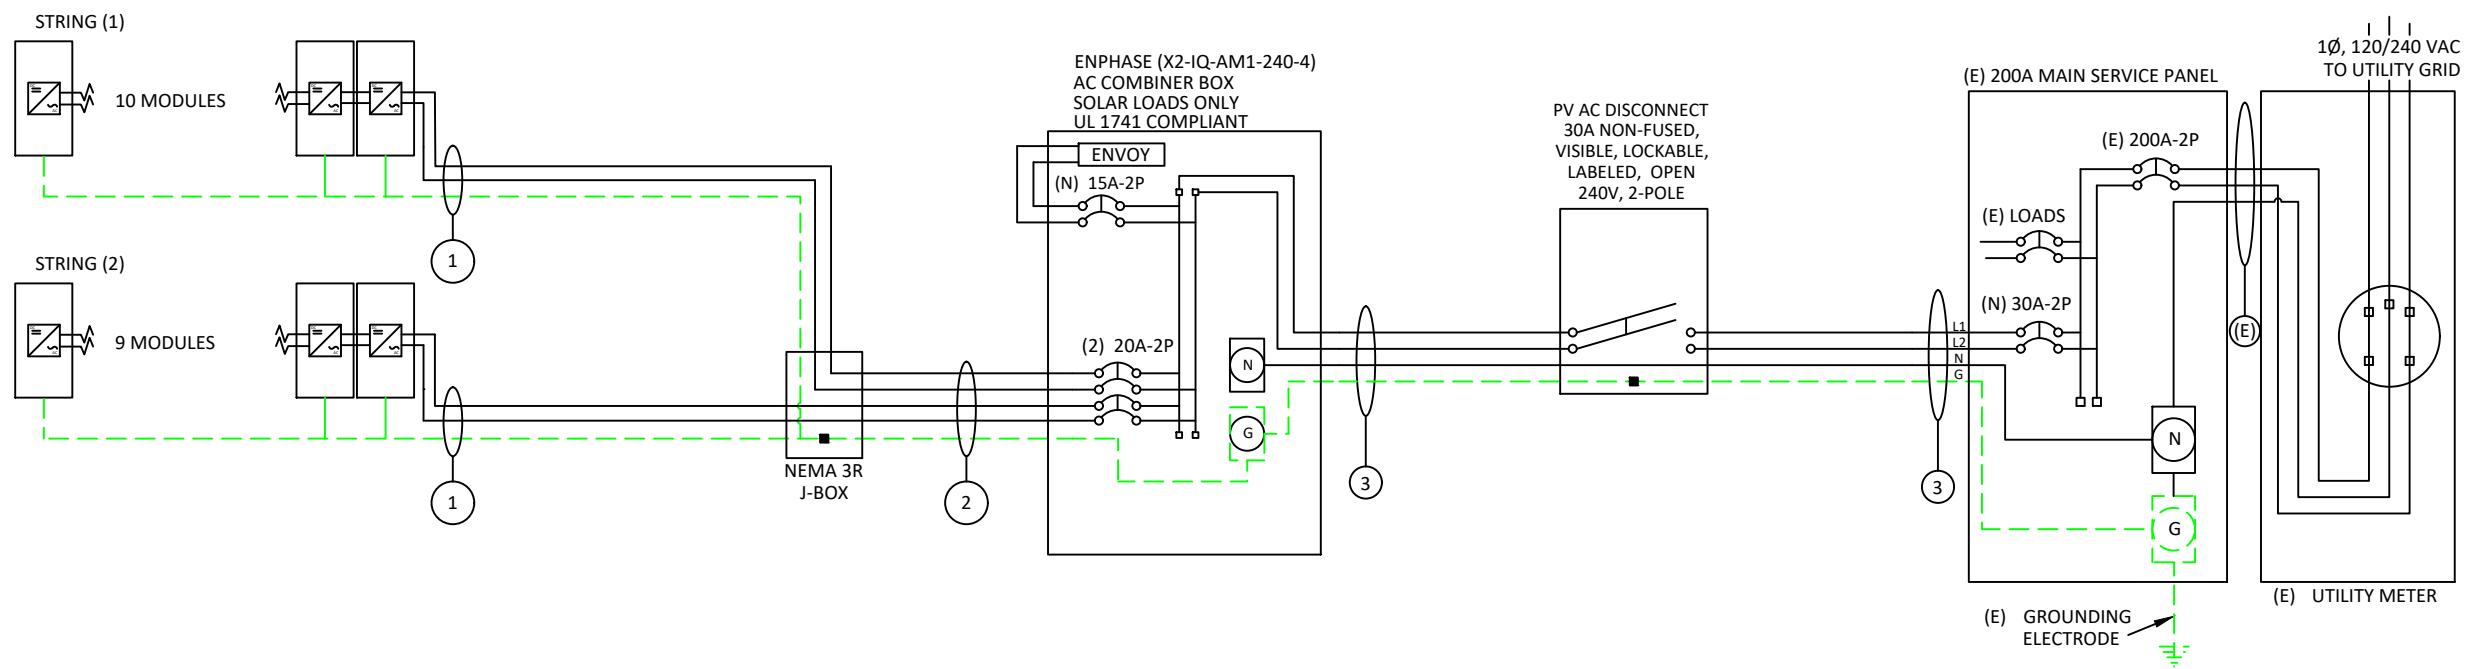 STRING (1)
10 MODULES
1
STRING (2)
9 MODULES
1
NEMA 3R
J-BOX
2
ENPHASE (X2-IQ-AM1-240-4)
AC COMBINER BOX
SOLAR LOADS ONLY
UL 1741 COMPLIANT
ENVOY
(N) 15A-2P
(2) 20A-2P
N
G
3
PV AC DISCONNECT
30A NON-FUSED,
VISIBLE, LOCKABLE,
LABELED, OPEN
240V, 2-POLE
L1
L2
N
G
3
(E) 200A MAIN SERVICE PANEL
(E) 200A-2P
(E) LOADS
(N) 30A-2P
N
G
(E) GROUNDING
ELECTRODE
(E)
1Ø, 120/240 VAC
TO UTILITY GRID
(E) UTILITY METER